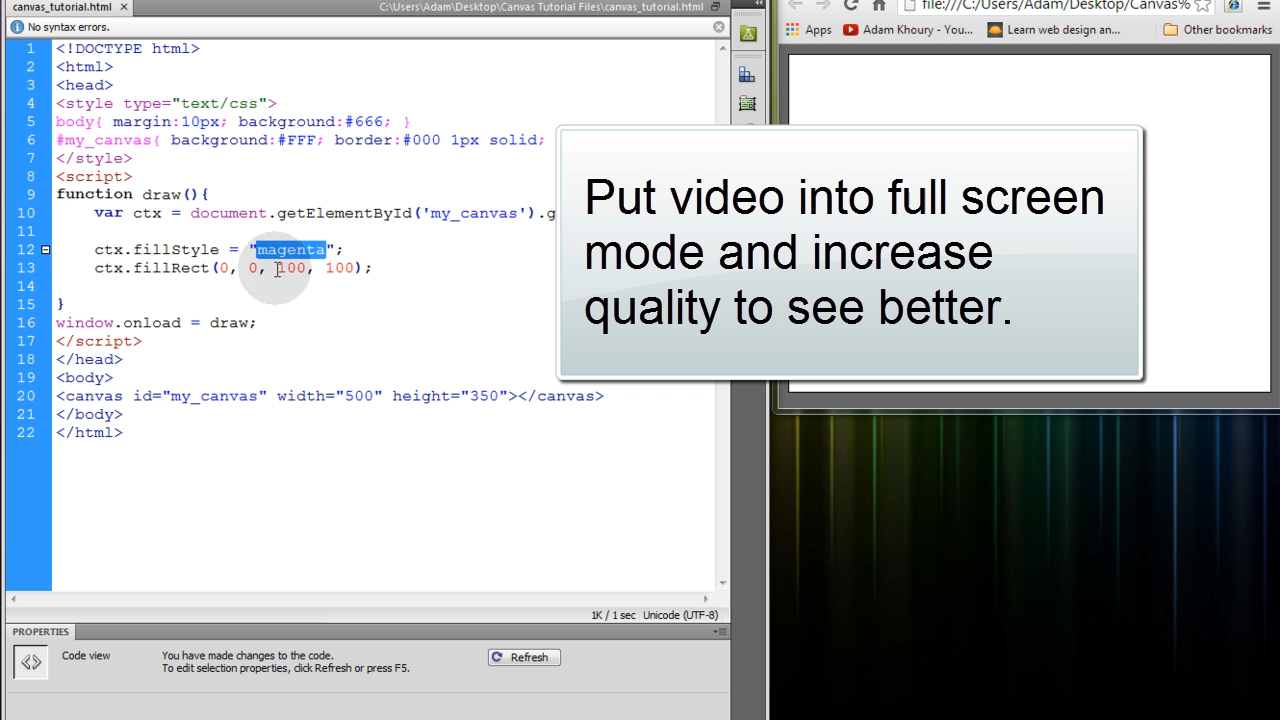 canvas_tutorial.html
C:\Users\Adam\Desktop\Canvas Tutorial Files\canvas_tutorial.html
No syntax errors.
1 <!DOCTYPE html>
2 <html>
3 <head>
4 <style type="text/css">
5 body{ margin:10px; background:#666; }
6 #my_canvas{ background:#FFF; border:#000 1px solid;
7 </style>
8 <script>
9 function draw(){
10 var ctx = document.getElementById('my_canvas').g
11
12 ctx.fillStyle = "magenta";
13 ctx.fillRect(0, 0, 100, 100);
14
15 }
16 window.onload = draw;
17 </script>
18 </head>
19 <body>
20 <canvas id="my_canvas" width="500" height="350"></canvas>
21 </body>
22 </html>
1K / 1 sec Unicode (UTF-8)
PROPERTIES
Code view
You have made changes to the code.
To edit selection properties, click Refresh or press F5.
Refresh
file:///C:/Users/Adam/Desktop/Canvas%
Apps Adam Khoury - You... Learn web design an... Other bookmarks
Put video into full screen
mode and increase
quality to see better.